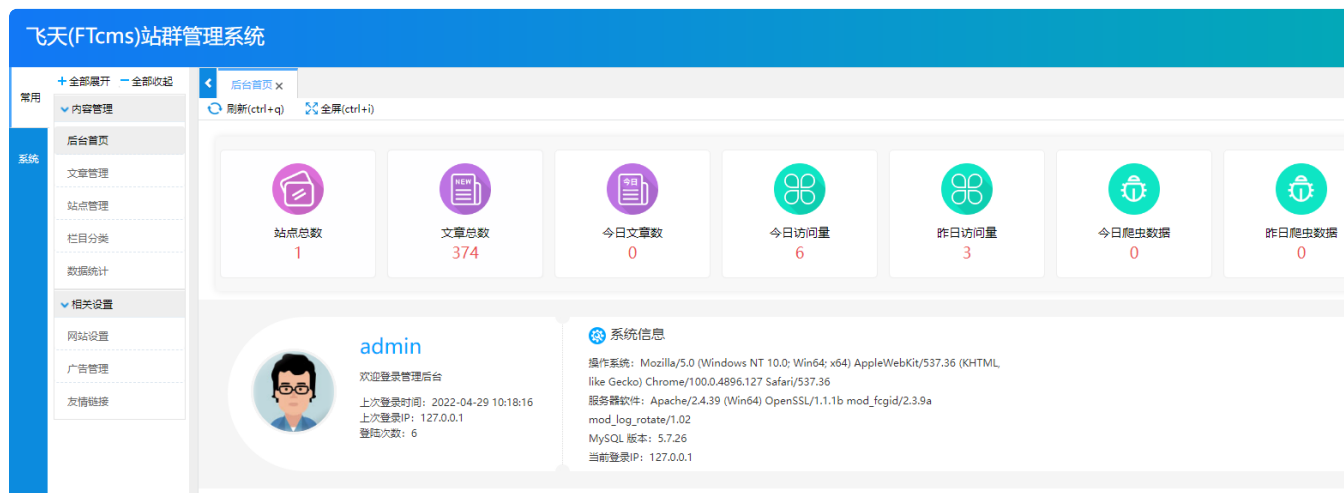 飞天(FTcms)站群管理系统
常用
系统
全部展开 全部收起
内容管理
后台首页
文章管理
站点管理
栏目分类
数据统计
相关设置
网站设置
广告管理
友情链接
后台首页
刷新(ctrl+q) 全屏(ctrl+i)
NEW
今日
站点总数
1
文章总数
374
今日文章数
0
今日访问量
6
昨日访问量
3
今日爬虫数据
0
昨日爬虫数据
0
admin
欢迎登录管理后台
上次登录时间：2022-04-29 10:18:16
上次登录IP：127.0.0.1
登陆次数：6
系统信息
操作系统：Mozilla/5.0 (Windows NT 10.0; Win64; x64) AppleWebKit/537.36 (KHTML,
like Gecko) Chrome/100.0.4896.127 Safari/537.36
服务器软件：Apache/2.4.39 (Win64) OpenSSL/1.1.1b mod_fcgid/2.3.9a
mod_log_rotate/1.02
MySQL 版本：5.7.26
当前登录IP：127.0.0.1